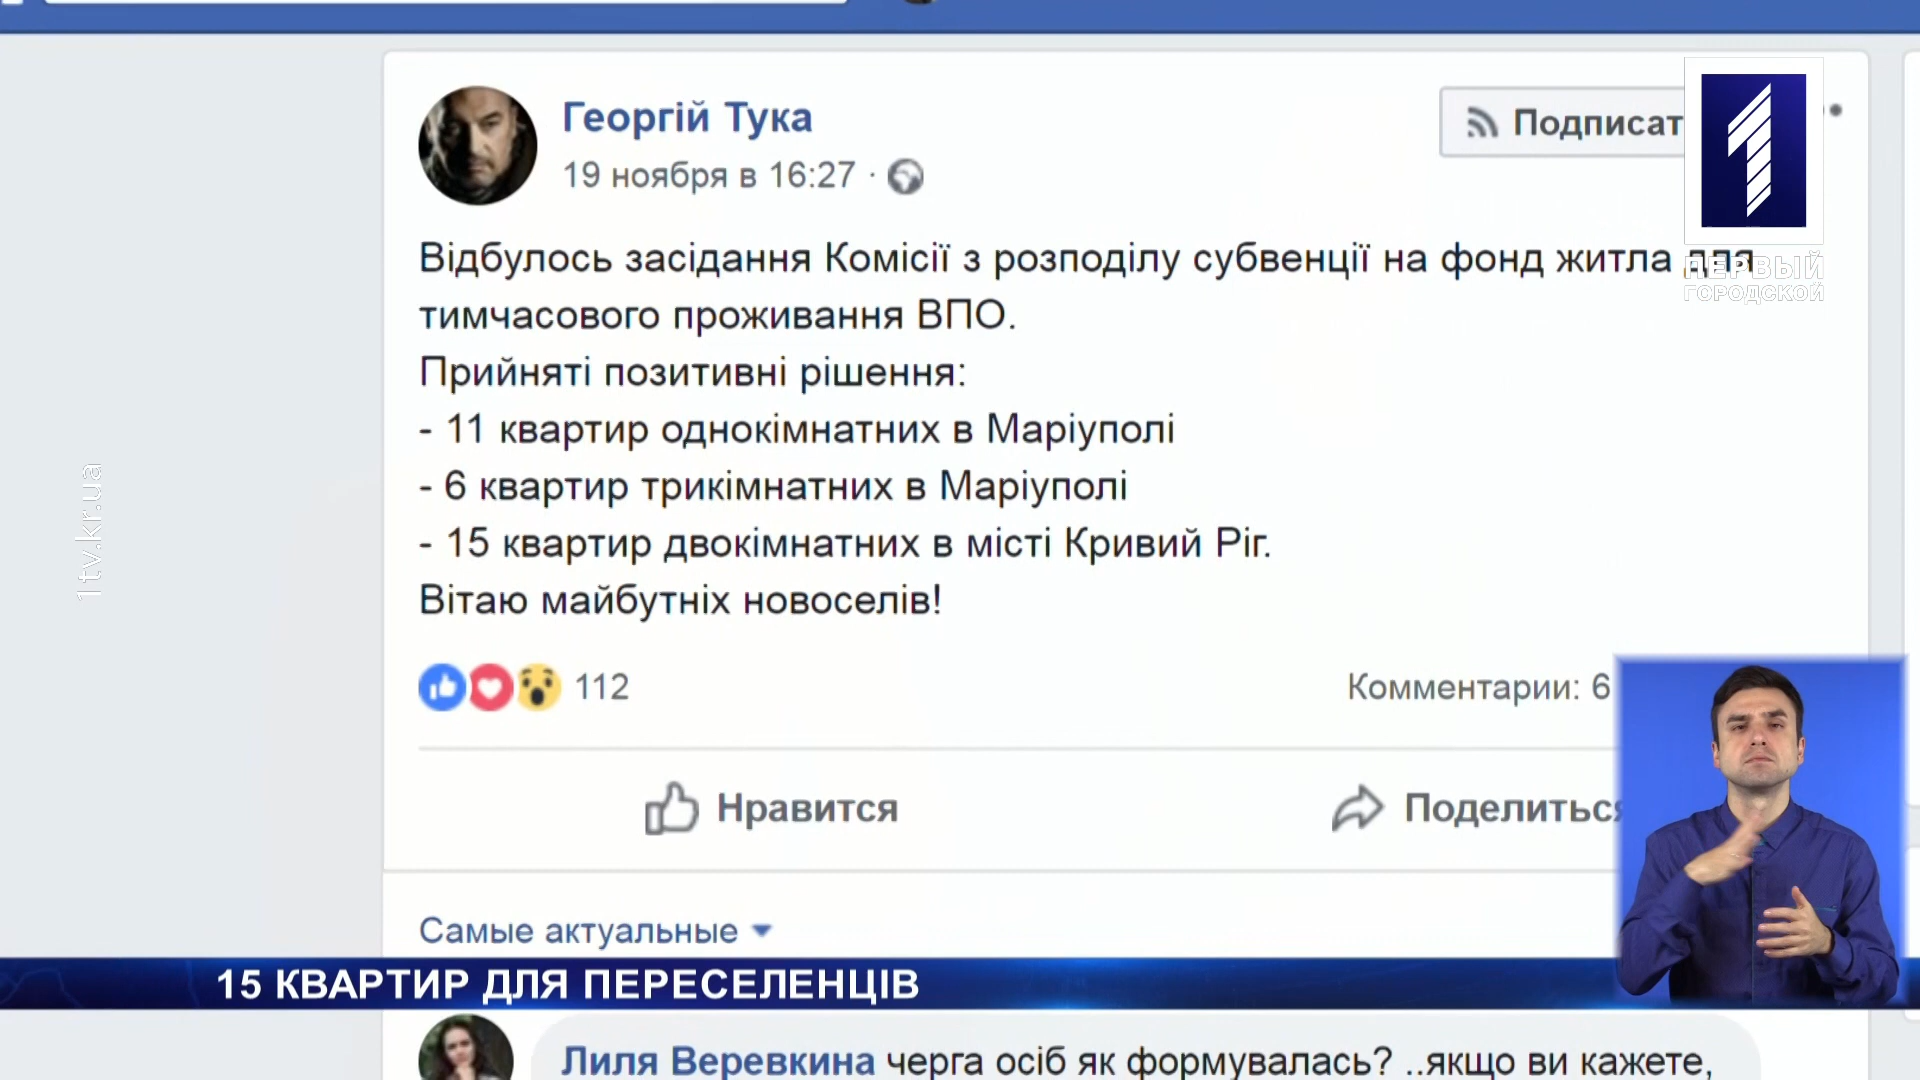 Георгій Тука
19 ноября в 16:27 ·
Подписат
Відбулось засідання Комісії з розподілу субвенції на фонд житла для
тимчасового проживання ВПО.
Прийняті позитивні рішення:
- 11 квартир однокімнатних в Маріуполі
- 6 квартир трикімнатних в Маріуполі
- 15 квартир двокімнатних в місті Кривий Ріг.
Вітаю майбутніх новоселів!
112
Комментарии: 6
Нравится
Поделиться
Самые актуальные
15 КВАРТИР ДЛЯ ПЕРЕСЕЛЕНЦІВ
Лиля Веревкина черга осіб як формувалась? ..якщо ви кажете,
1
ПЕРВЫЙ
ГОРОДСКОЙ
1tv.kr.ua